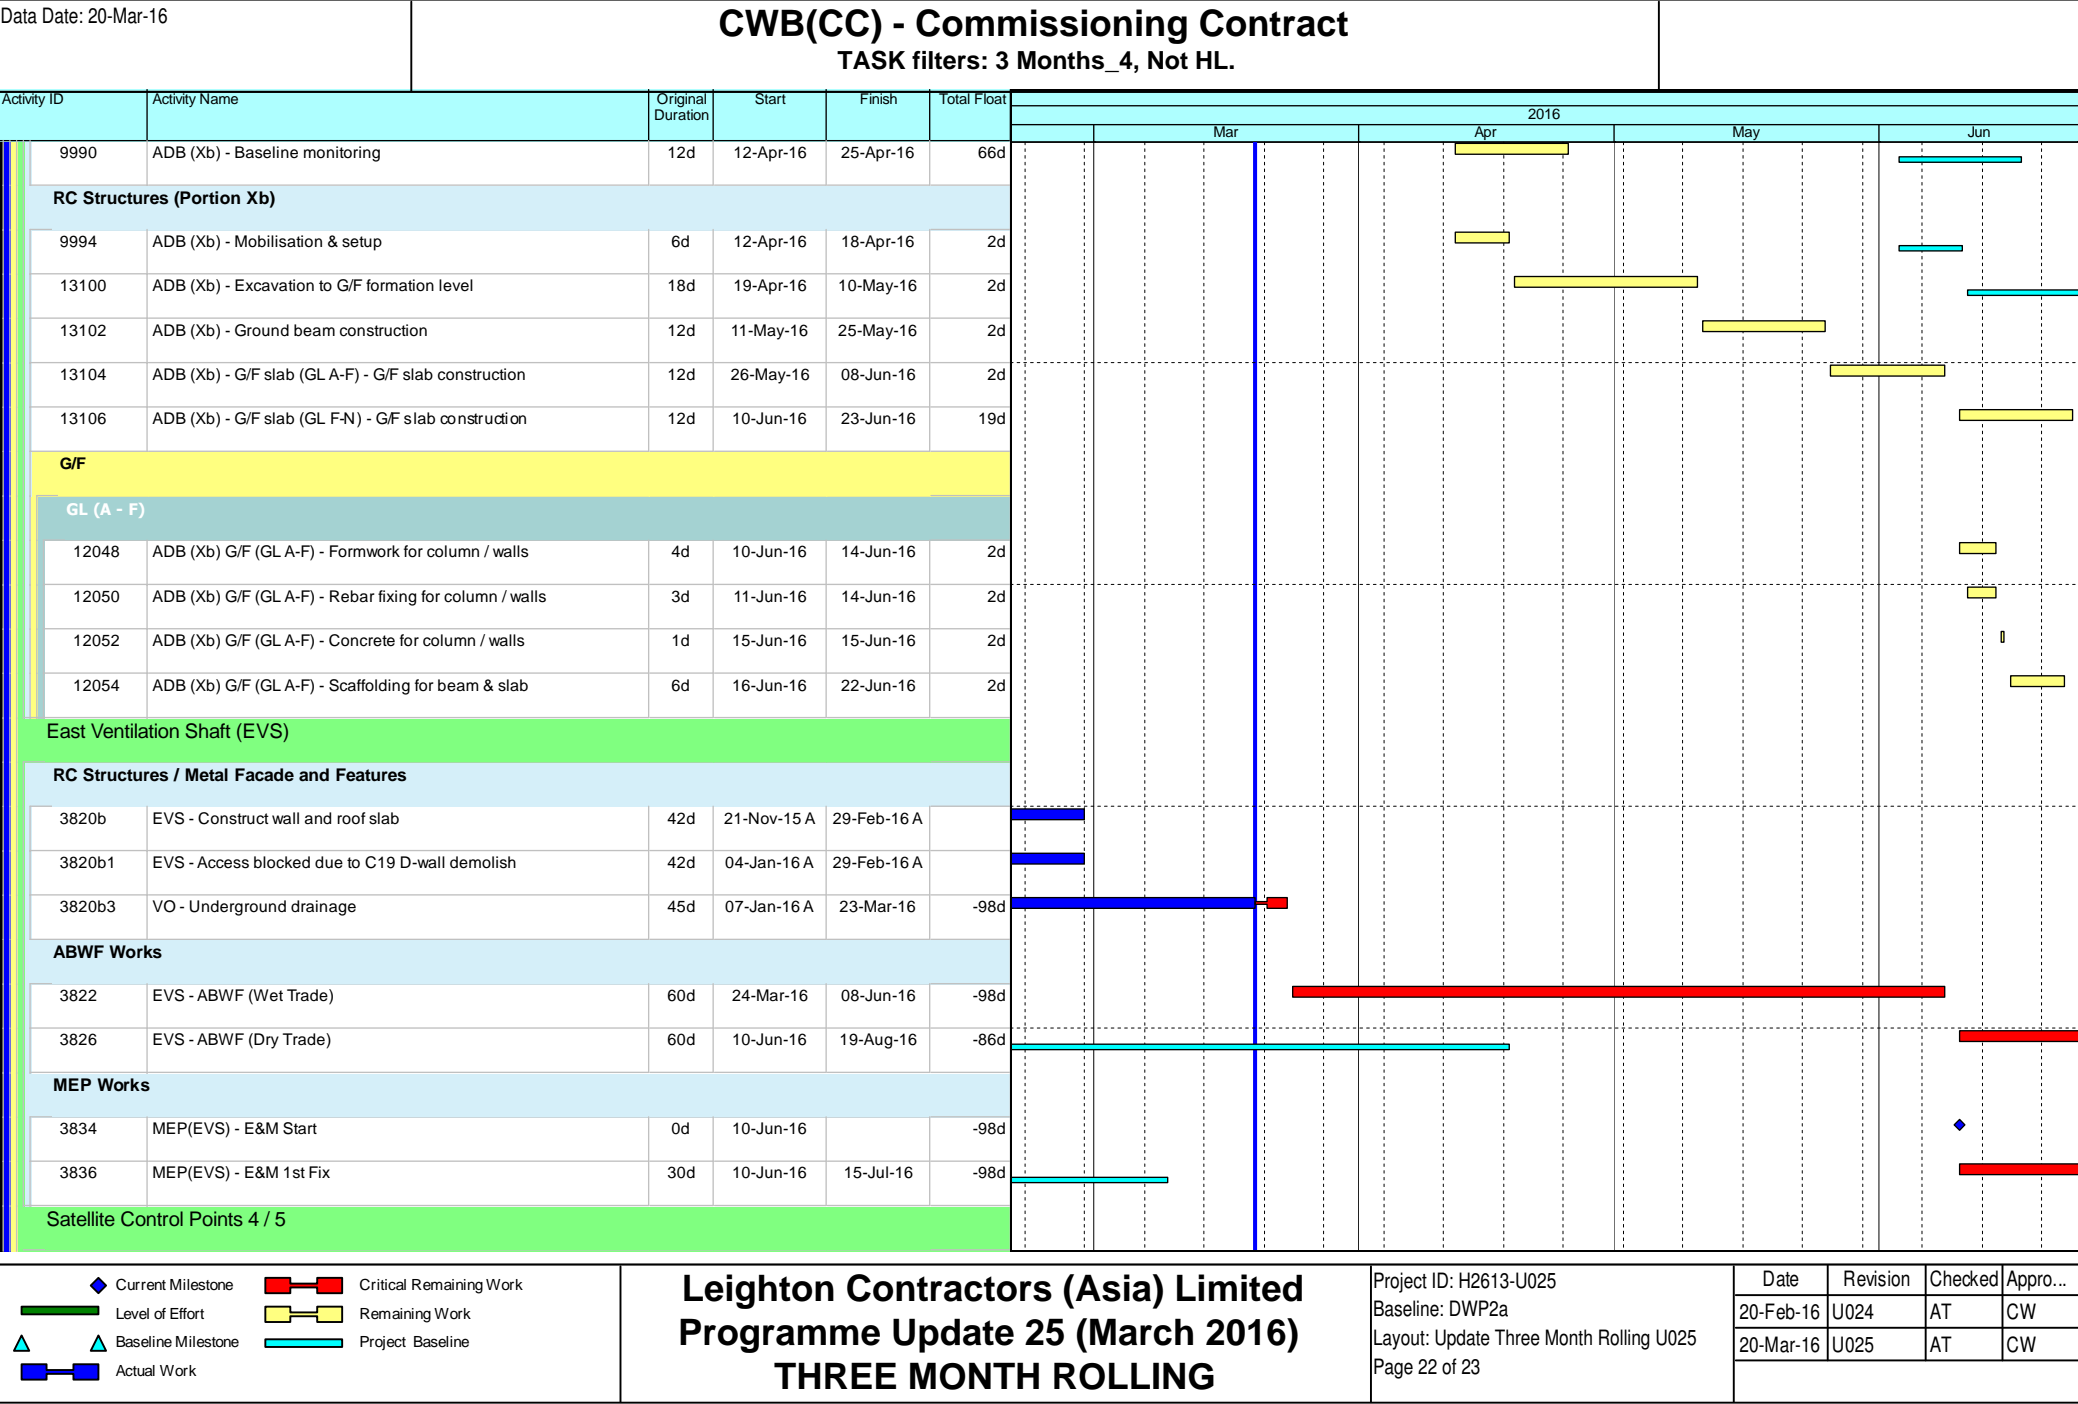 Data Date: 20-Mar-16
CWB(CC) - Commissioning Contract
TASK filters: 3 Months_4, Not HL.
Activity ID Activity Name Original Duration Start Finish Total Float
2016
Mar Apr May Jun
9990 ADB (Xb) - Baseline monitoring 12d 12-Apr-16 25-Apr-16 66d
RC Structures (Portion Xb)
9994 ADB (Xb) - Mobilisation & setup 6d 12-Apr-16 18-Apr-16 2d
13100 ADB (Xb) - Excavation to G/F formation level 18d 19-Apr-16 10-May-16 2d
13102 ADB (Xb) - Ground beam construction 12d 11-May-16 25-May-16 2d
13104 ADB (Xb) - G/F slab (GL A-F) - G/F slab construction 12d 26-May-16 08-Jun-16 2d
13106 ADB (Xb) - G/F slab (GL F-N) - G/F slab construction 12d 10-Jun-16 23-Jun-16 19d
G/F
GL (A - F)
12048 ADB (Xb) G/F (GL A-F) - Formwork for column / walls 4d 10-Jun-16 14-Jun-16 2d
12050 ADB (Xb) G/F (GL A-F) - Rebar fixing for column / walls 3d 11-Jun-16 14-Jun-16 2d
12052 ADB (Xb) G/F (GL A-F) - Concrete for column / walls 1d 15-Jun-16 15-Jun-16 2d
12054 ADB (Xb) G/F (GL A-F) - Scaffolding for beam & slab 6d 16-Jun-16 22-Jun-16 2d
East Ventilation Shaft (EVS)
RC Structures / Metal Facade and Features
3820b EVS - Construct wall and roof slab 42d 21-Nov-15 A 29-Feb-16 A
3820b1 EVS - Access blocked due to C19 D-wall demolish 42d 04-Jan-16 A 29-Feb-16 A
3820b3 VO - Underground drainage 45d 07-Jan-16 A 23-Mar-16 -98d
ABWF Works
3822 EVS - ABWF (Wet Trade) 60d 24-Mar-16 08-Jun-16 -98d
3826 EVS - ABWF (Dry Trade) 60d 10-Jun-16 19-Aug-16 -86d
MEP Works
3834 MEP(EVS) - E&M Start 0d 10-Jun-16 -98d
3836 MEP(EVS) - E&M 1st Fix 30d 10-Jun-16 15-Jul-16 -98d
Satellite Control Points 4 / 5
Current Milestone Critical Remaining Work
Level of Effort Remaining Work
Baseline Milestone Project Baseline
Actual Work
Leighton Contractors (Asia) Limited
Programme Update 25 (March 2016)
THREE MONTH ROLLING
Project ID: H2613-U025
Baseline: DWP2a
Layout: Update Three Month Rolling U025
Page 22 of 23
Date Revision Checked Appro...
20-Feb-16 U024 AT CW
20-Mar-16 U025 AT CW